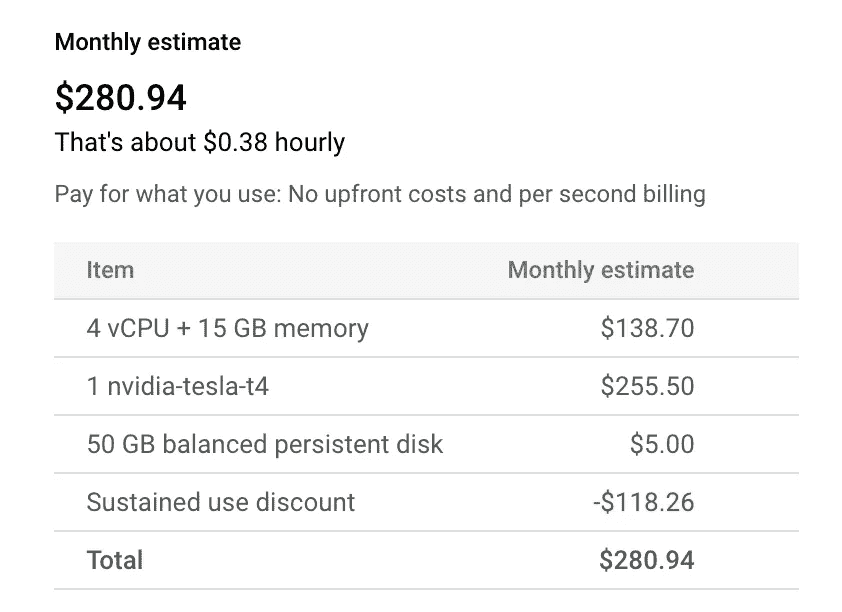 Monthly estimate
$280.94
That's about $0.38 hourly
Pay for what you use: No upfront costs and per second billing
Item Monthly estimate
4 vCPU + 15 GB memory $138.70
1 nvidia-tesla-t4 $255.50
50 GB balanced persistent disk $5.00
Sustained use discount -$118.26
Total $280.94